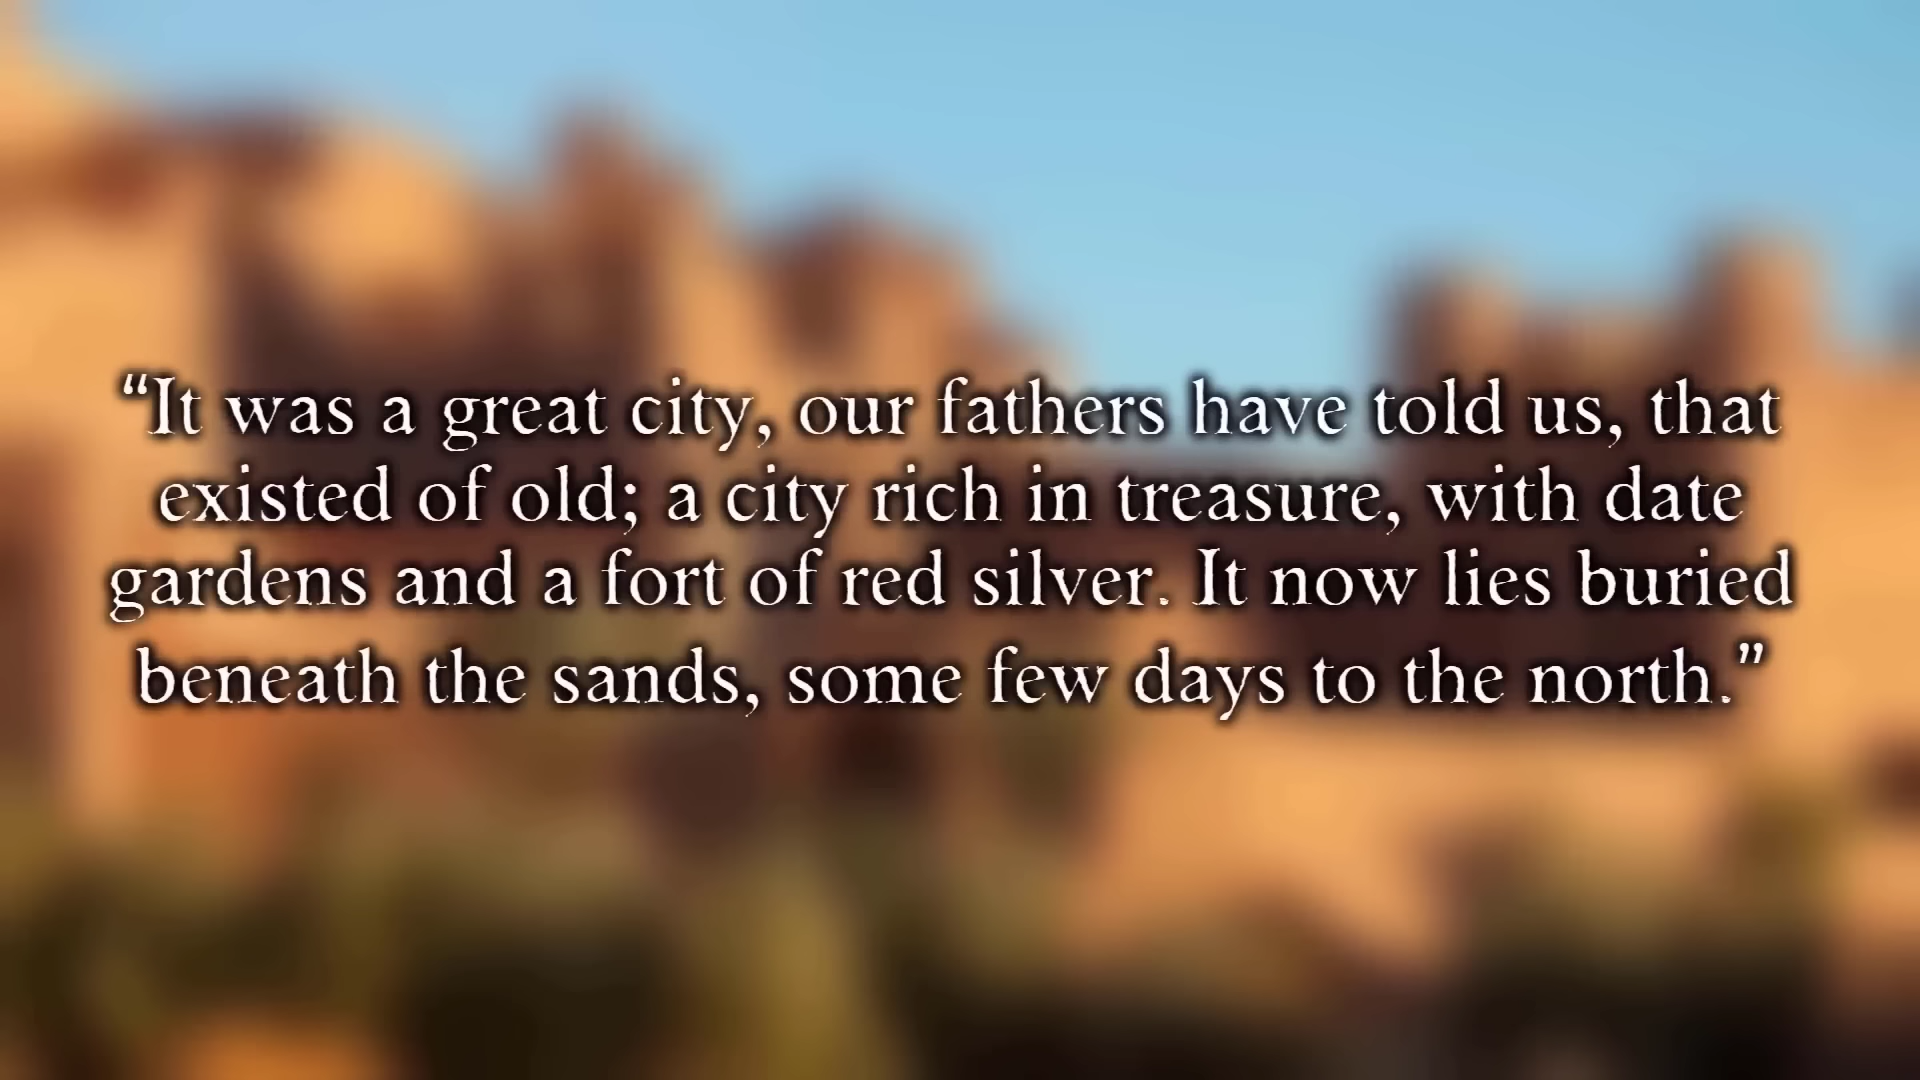 “It was a great city, our fathers have told us, that
existed of old; a city rich in treasure, with date
gardens and a fort of red silver. It now lies buried
beneath the sands, some few days to the north.”